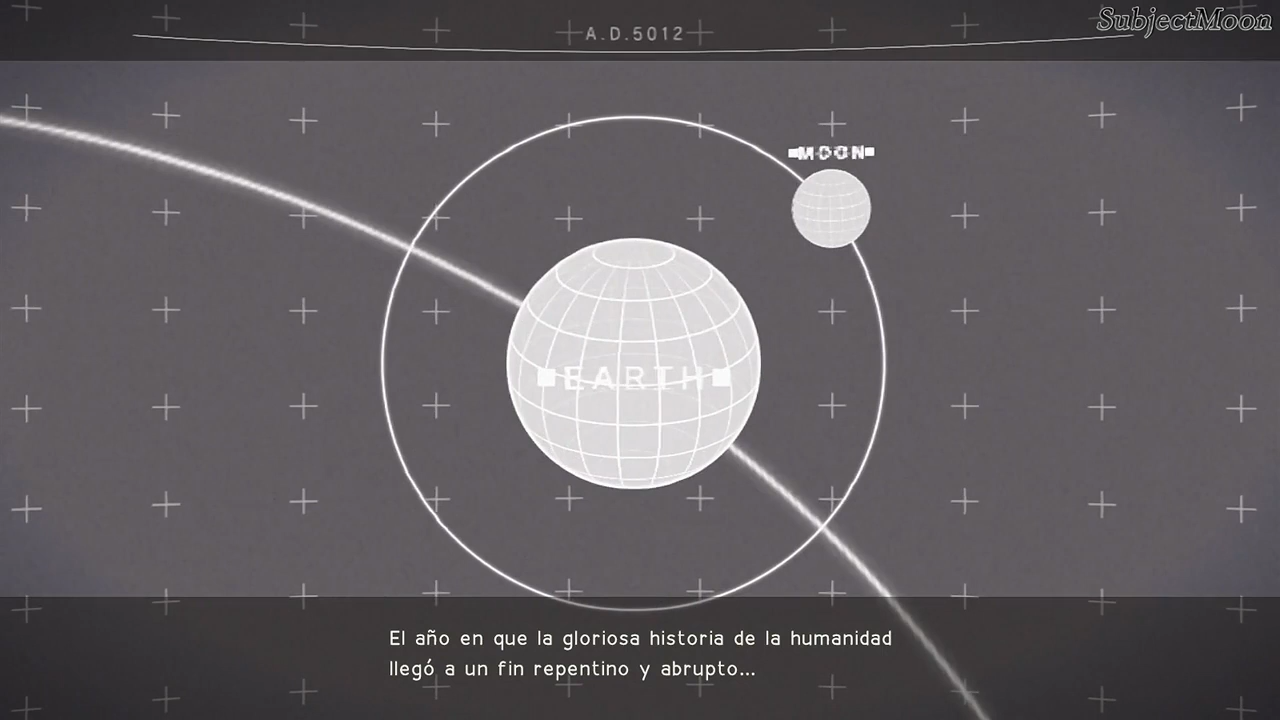 SubjectMoon
A.D.5012
MOON
EARTH
El año en que la gloriosa historia de la humanidad
llegó a un fin repentino y abrupto...